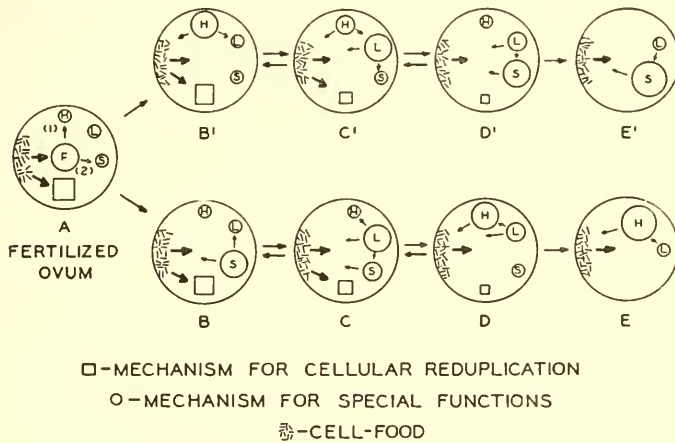 H L S
H L S
H L S
L S
B' C' D' E'
H L
(1)
F S
(2)
A
FERTILIZED
OVUM
H L S
H L S
H L S
H L
B C D E
□-MECHANISM FOR CELLULAR REDUPLICATION
O-MECHANISM FOR SPECIAL FUNCTIONS
-CELL-FOOD